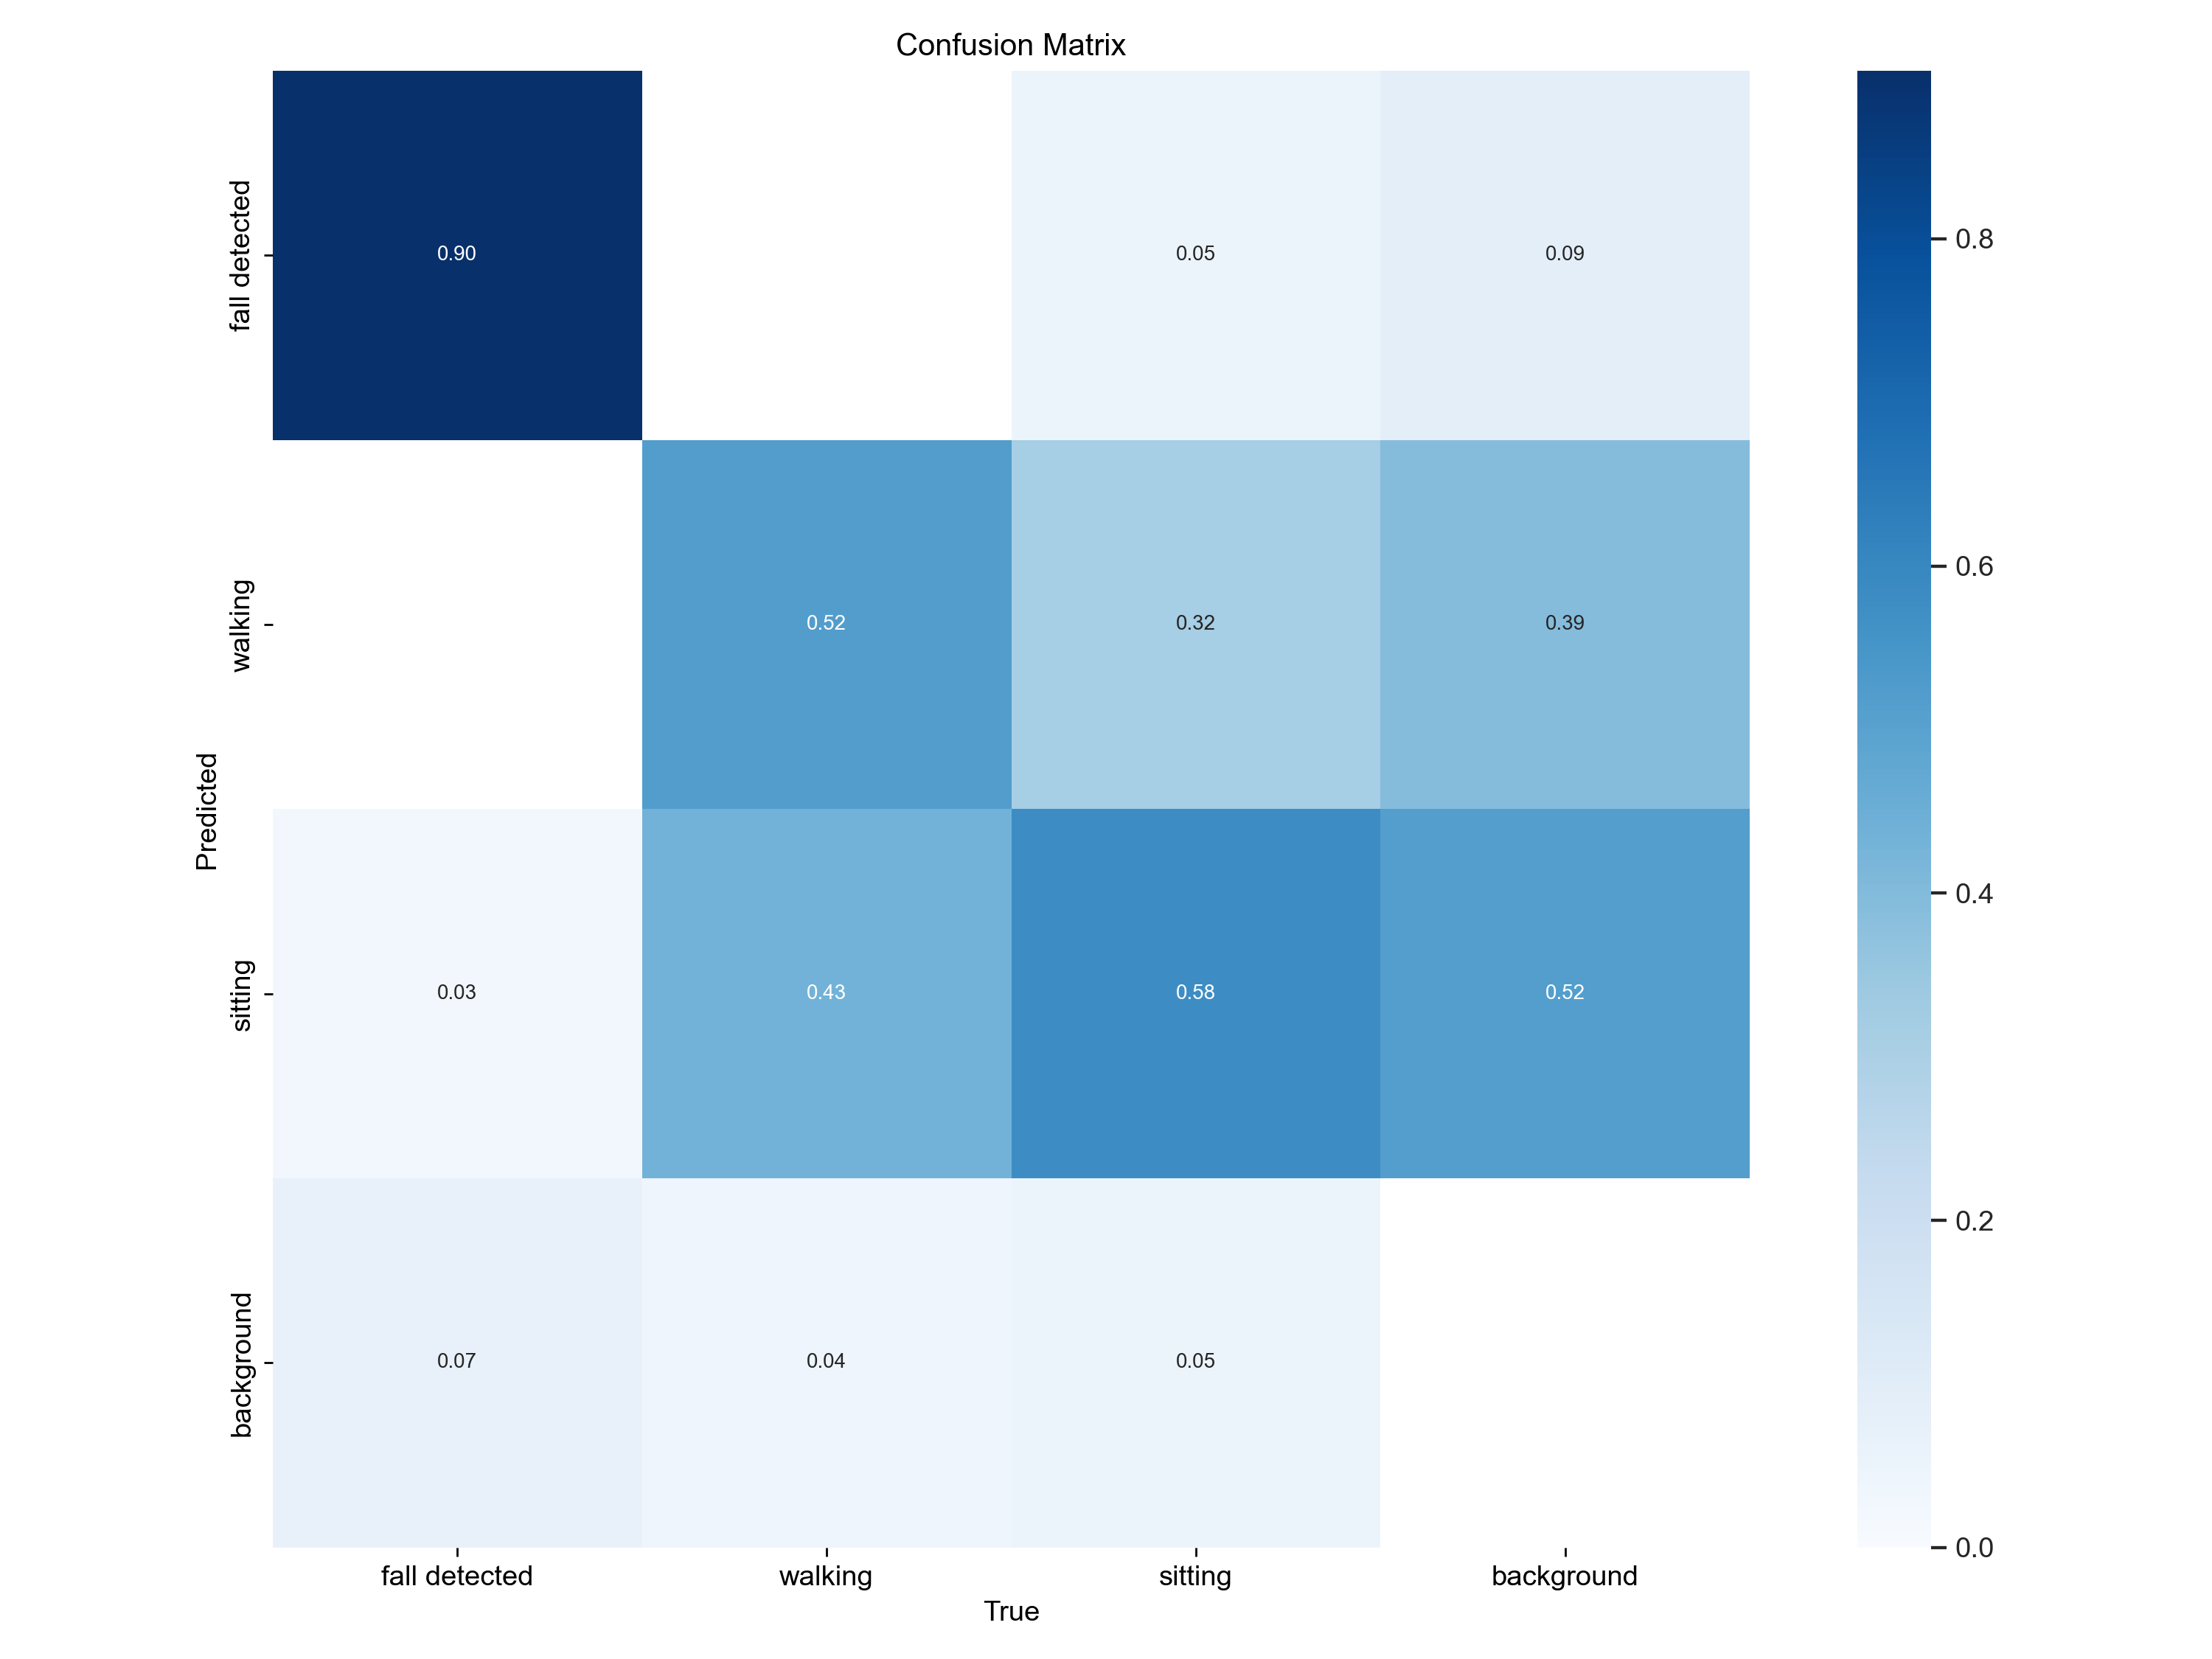 Confusion Matrix
fall detected
0.90
0.05
0.09
0.8
walking
0.52
0.32
0.39
0.6
Predicted
0.4
sitting
0.03
0.43
0.58
0.52
0.2
background
0.07
0.04
0.05
0.0
fall detected
walking
sitting
background
True